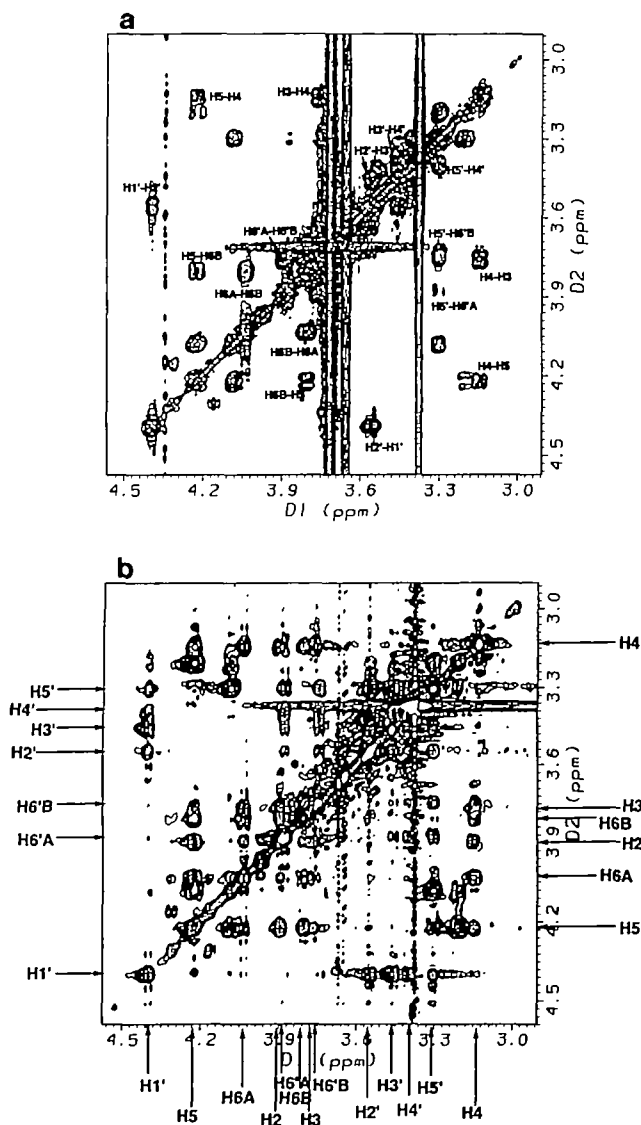 a
3.0
H5-H4
H3-H4
3.3
H3'-H4'
H2'-H3'
H5'-H4'
H1'-H2'
3.6
H6'A-H6'B
H5'-H6'B
H5-H6B
H4-H3
D2 (ppm)
H6A-H6B
3.9
H5'-H6'A
H6B-H6A
H4-H5
4.2
H6B-H5
H2'-H1'
4.5
4.5 4.2 3.9 3.6 3.3 3.0
D1 (ppm)
b
3.0
H4
H5'
3.3
H4'
H3'
H2'
3.6
H6'B
H3
D2 (ppm)
H6B
H6'A
3.9
H2
H6A
4.2
H5
H1'
4.5
4.5 4.2 3.9 3.6 3.3 3.0
(ppm)
H1' H6A H6'A H6'B H3' H5'
H6B
H5 H2 H3 H2' H4' H4